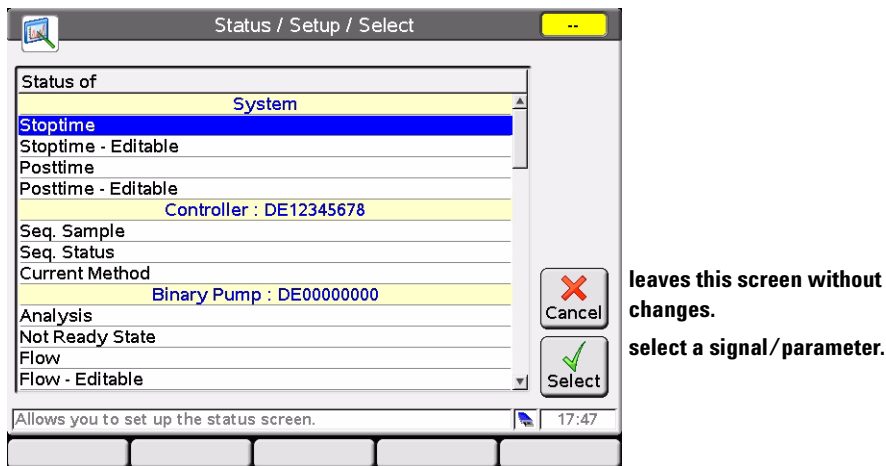 Status / Setup / Select
--
Status of
System
Stoptime
Stoptime - Editable
Posttime
Posttime - Editable
Controller : DE12345678
Seq. Sample
Seq. Status
Current Method
Binary Pump : DE00000000
Analysis
Not Ready State
Flow
Flow - Editable
Cancel
leaves this screen without
changes.
Select
select a signal/parameter.
Allows you to set up the status screen.
17:47